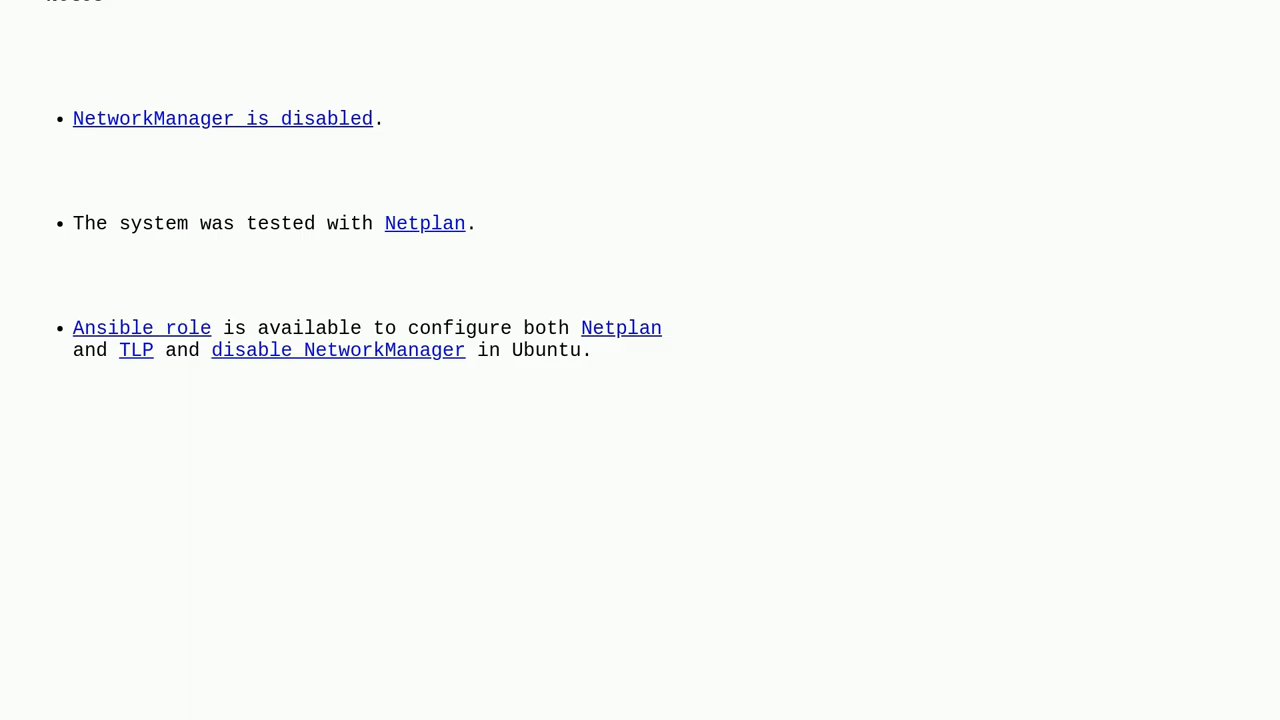 • NetworkManager is disabled.
• The system was tested with Netplan.
• Ansible role is available to configure both Netplan
and TLP and disable NetworkManager in Ubuntu.